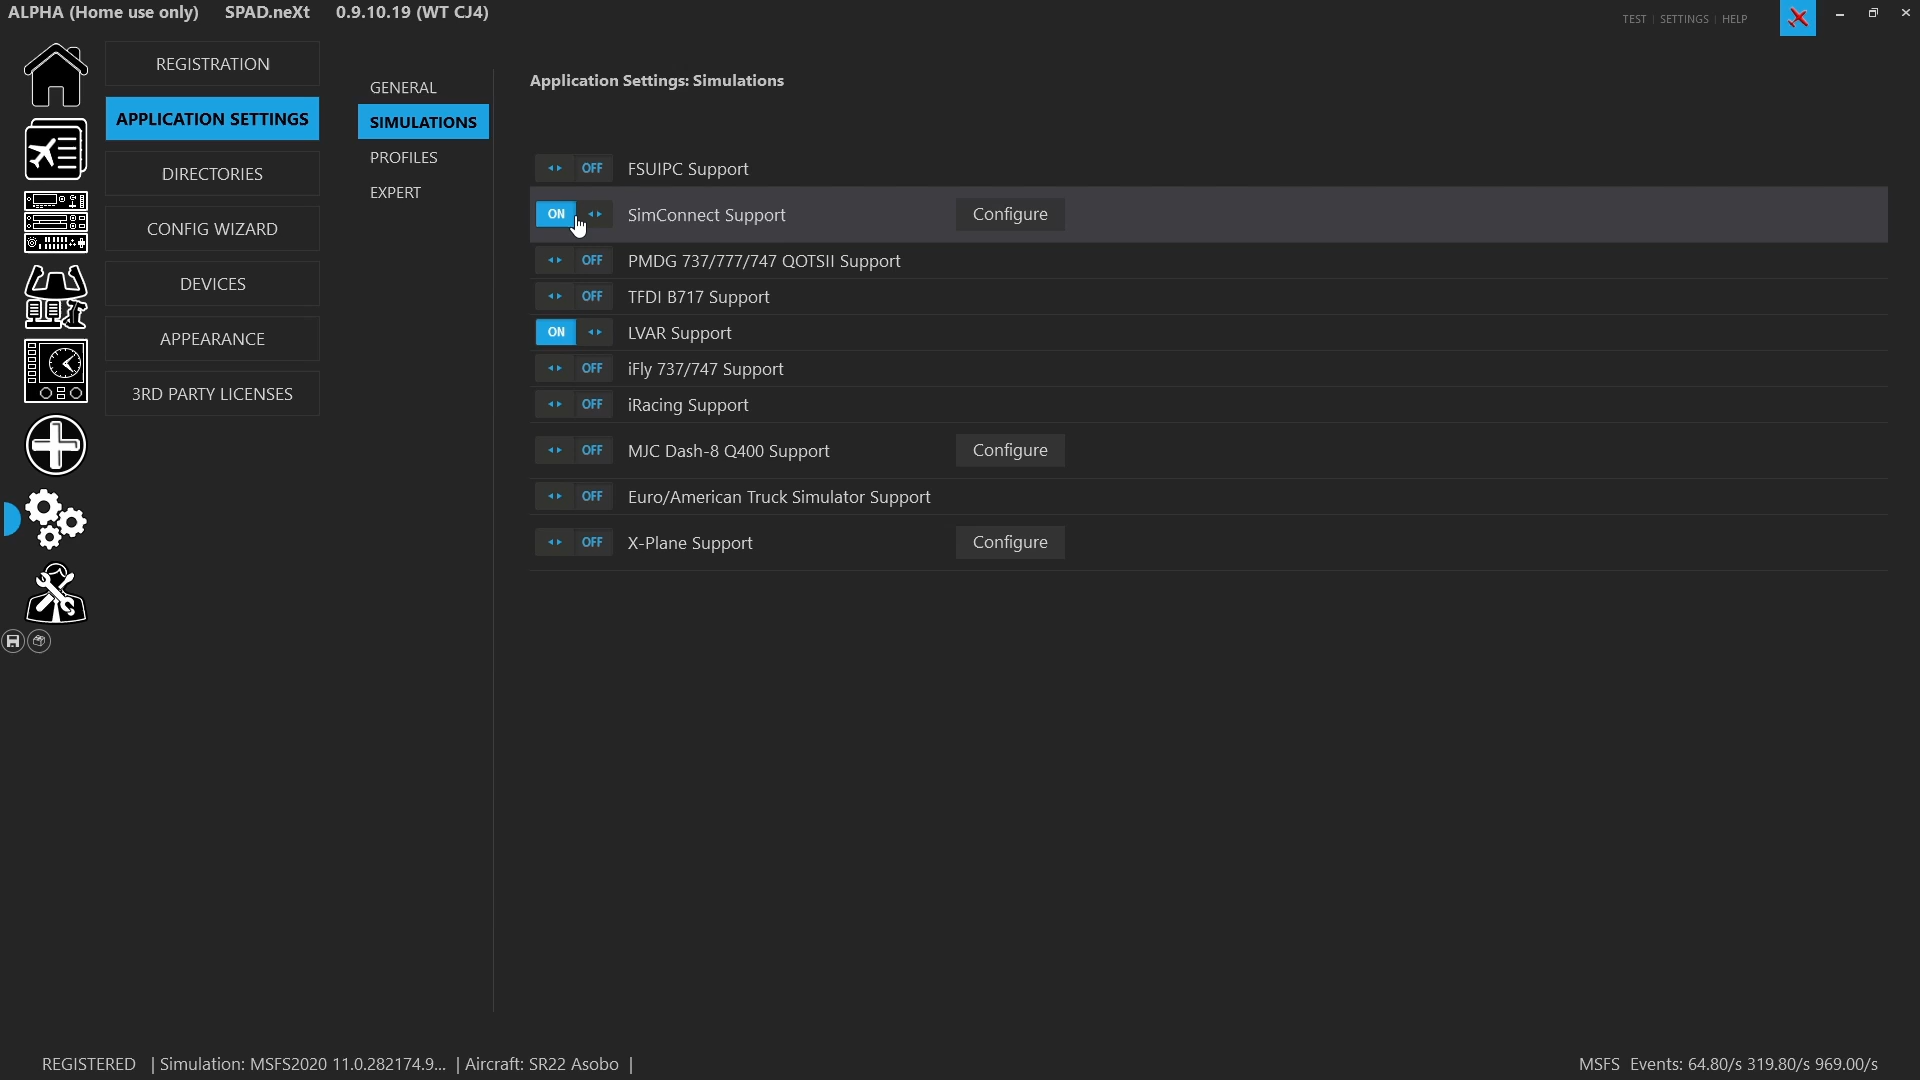 ALPHA (Home use only) SPAD.neXt 0.9.10.19 (WT CJ4)
TEST | SETTINGS | HELP
REGISTRATION
APPLICATION SETTINGS
DIRECTORIES
CONFIG WIZARD
DEVICES
APPEARANCE
3RD PARTY LICENSES
GENERAL
SIMULATIONS
PROFILES
EXPERT
Application Settings: Simulations
OFF FSUIPC Support
ON SimConnect Support Configure
OFF PMDG 737/777/747 QOTSII Support
OFF TFDI B717 Support
ON LVAR Support
OFF iFly 737/747 Support
OFF iRacing Support
OFF MJC Dash-8 Q400 Support Configure
OFF Euro/American Truck Simulator Support
OFF X-Plane Support Configure
REGISTERED | Simulation: MSFS2020 11.0.282174.9... | Aircraft: SR22 Asobo |
MSFS Events: 64.80/s 319.80/s 969.00/s